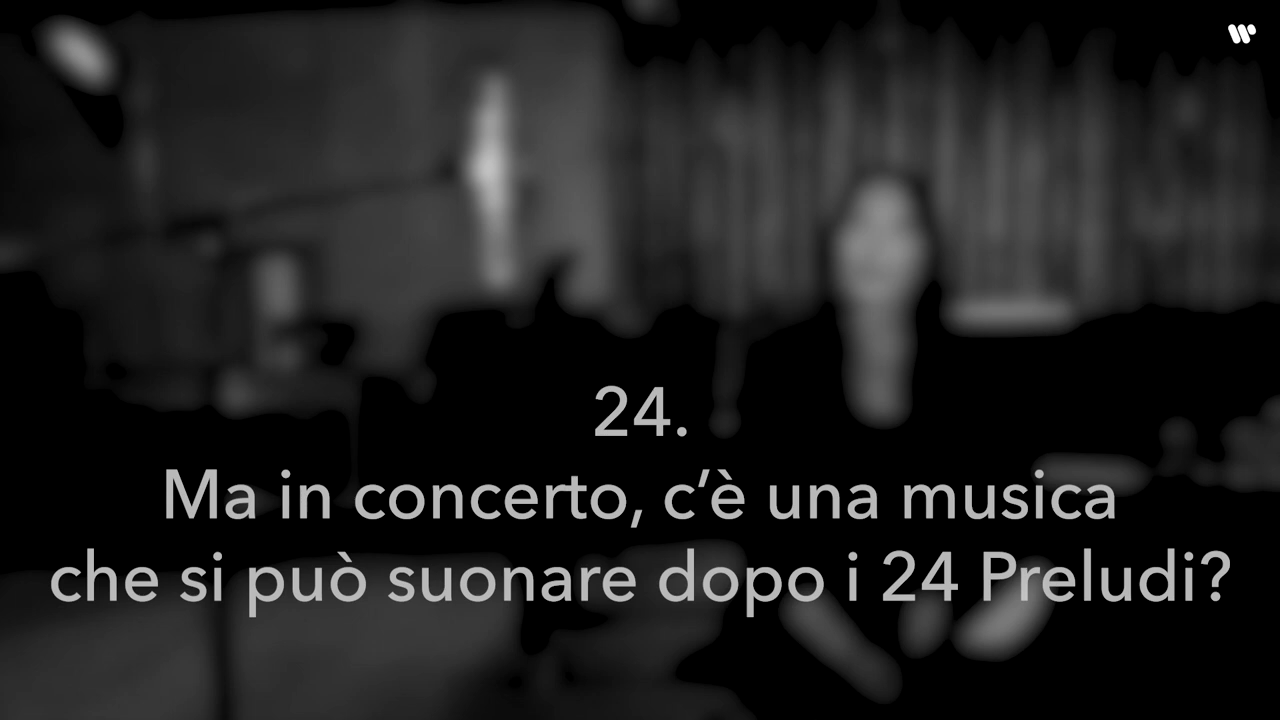 24.
Ma in concerto, c’è una musica
che si può suonare dopo i 24 Preludi?